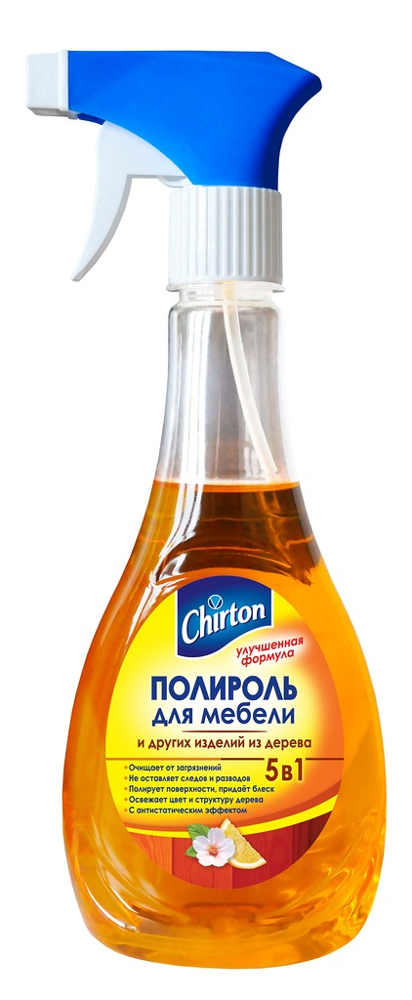 Chirton
улучшенная
формула
ПОЛИРОЛЬ
для мебели
и других изделий из дерева
5 в 1
• Очищает от загрязнений
• Не оставляет следов и разводов
• Полирует поверхности, придаёт блеск
• Освежает цвет и структуру дерева
• С антистатическим эффектом